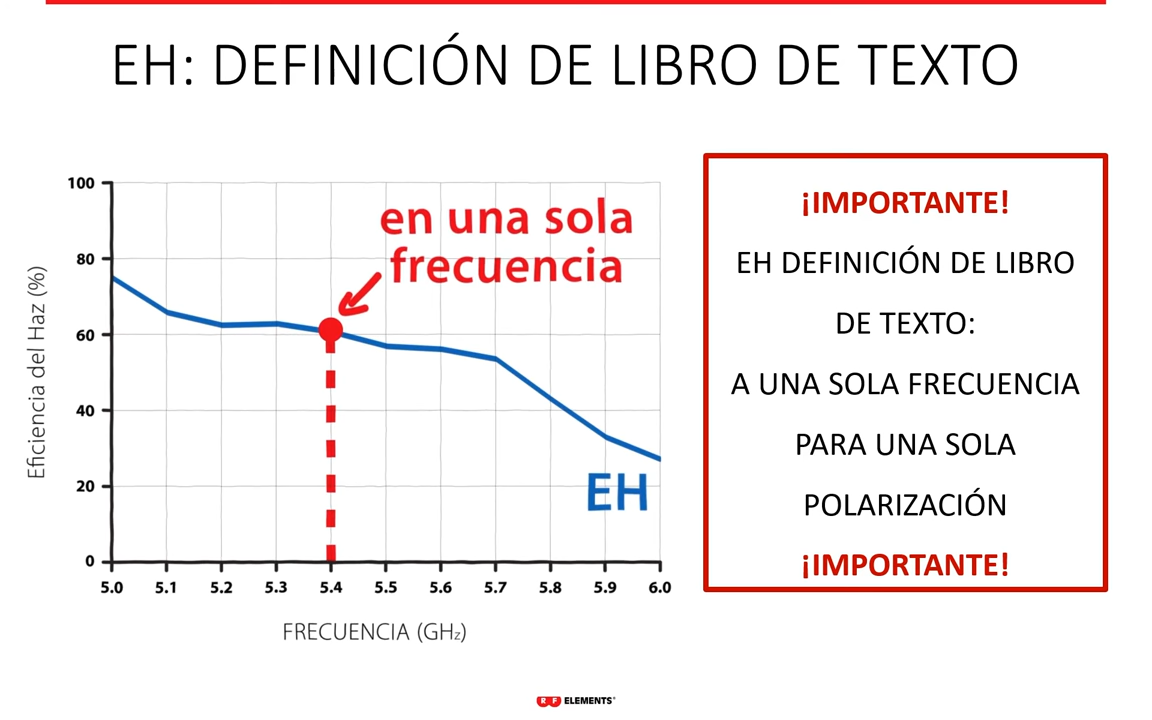 EH: DEFINICIÓN DE LIBRO DE TEXTO
Eficiencia del Haz (%)
100
80
60
40
20
0
en una sola
frecuencia
EH
5.0 5.1 5.2 5.3 5.4 5.5 5.6 5.7 5.8 5.9 6.0
FRECUENCIA (GHz)
¡IMPORTANTE!
EH DEFINICIÓN DE LIBRO
DE TEXTO:
A UNA SOLA FRECUENCIA
PARA UNA SOLA
POLARIZACIÓN
¡IMPORTANTE!
RF ELEMENTS